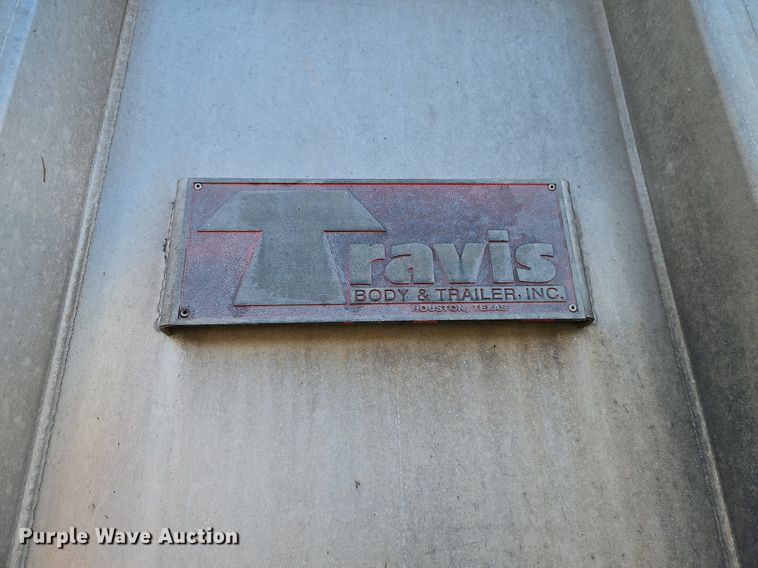 Travis
BODY & TRAILER, INC.
HOUSTON, TEXAS
Purple Wave Auction